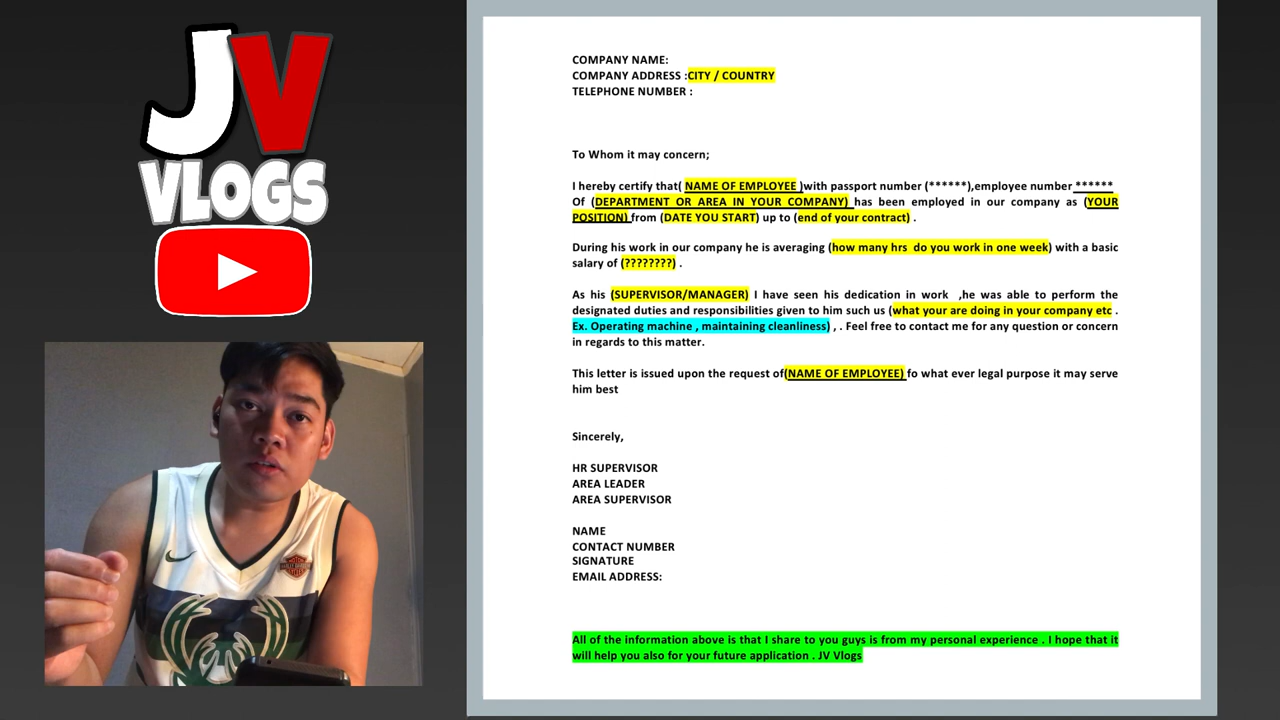 JV
VLOGS
COMPANY NAME:
COMPANY ADDRESS :CITY / COUNTRY
TELEPHONE NUMBER :
To Whom it may concern;
I hereby certify that( NAME OF EMPLOYEE )with passport number (******),employee number ******
Of (DEPARTMENT OR AREA IN YOUR COMPANY) has been employed in our company as (YOUR
POSITION) from (DATE YOU START) up to (end of your contract) .
During his work in our company he is averaging (how many hrs do you work in one week) with a basic
salary of (????????) .
As his (SUPERVISOR/MANAGER) I have seen his dedication in work ,he was able to perform the
designated duties and responsibilities given to him such us (what your are doing in your company etc .
Ex. Operating machine , maintaining cleanliness) , . Feel free to contact me for any question or concern
in regards to this matter.
This letter is issued upon the request of(NAME OF EMPLOYEE) fo what ever legal purpose it may serve
him best
Sincerely,
HR SUPERVISOR
AREA LEADER
AREA SUPERVISOR
NAME
CONTACT NUMBER
SIGNATURE
EMAIL ADDRESS:
All of the information above is that I share to you guys is from my personal experience . I hope that it
will help you also for your future application . JV Vlogs